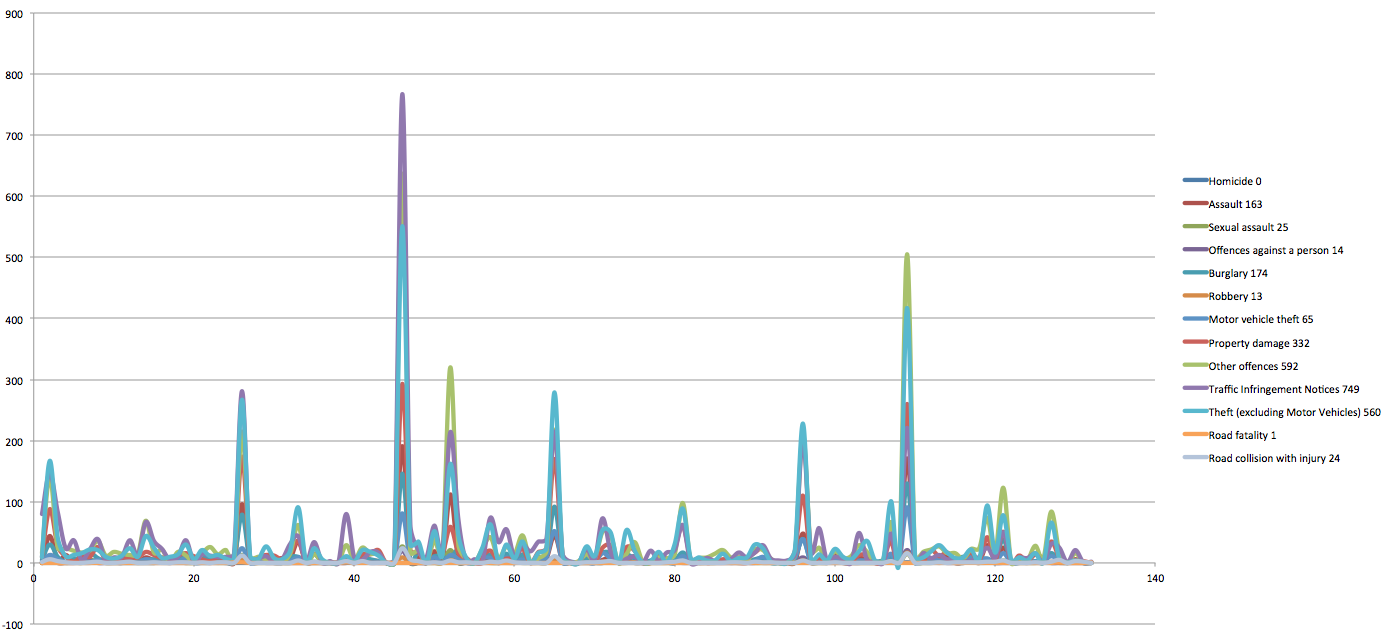 900
800
700
600
500
400
300
200
100
0
-100
0 20 40 60 80 100 120 140
Homicide 0
Assault 163
Sexual assault 25
Offences against a person 14
Burglary 174
Robbery 13
Motor vehicle theft 65
Property damage 332
Other offences 592
Traffic Infringement Notices 749
Theft (excluding Motor Vehicles) 560
Road fatality 1
Road collision with injury 24